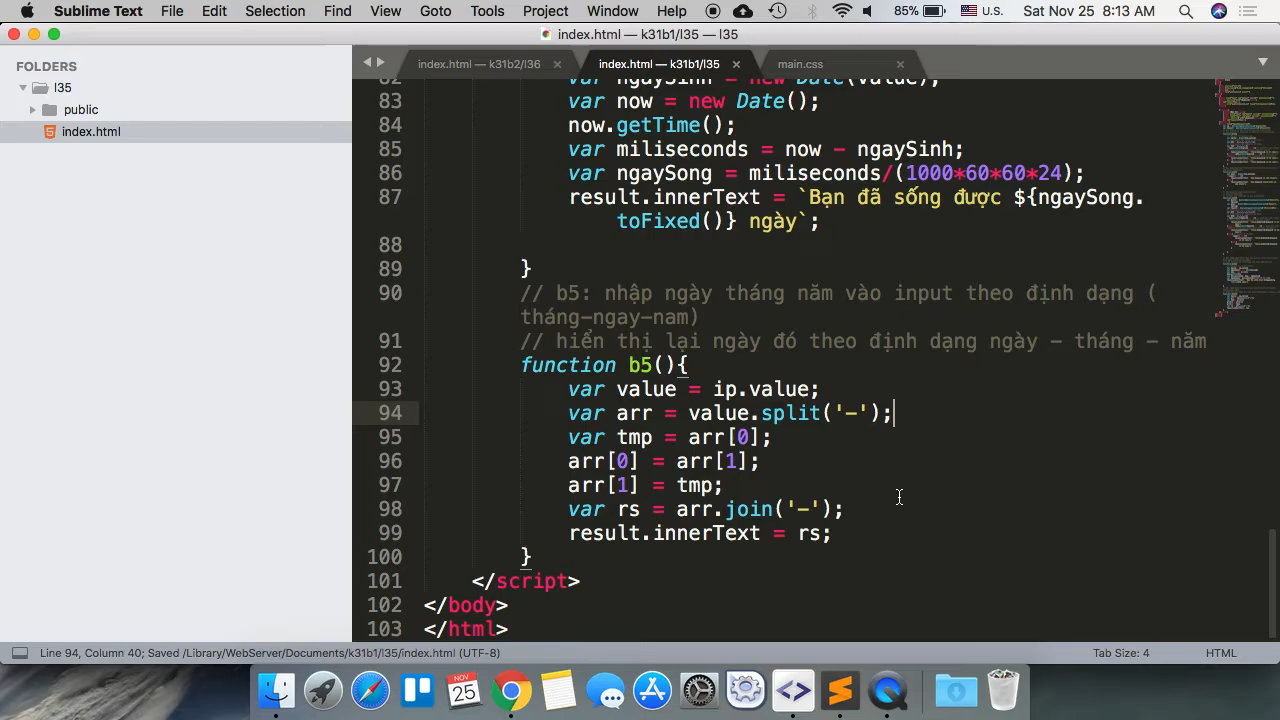 Sublime Text File Edit Selection Find View Goto Tools Project Window Help 85% U.S. Sat Nov 25 8:13 AM
index.html — k31b1/l35 — l35
FOLDERS
l35
public
index.html
index.html — k31b2/l36
index.html — k31b1/l35
main.css
82 var ngaySinh = new Date(value);
83 var now = new Date();
84 now.getTime();
85 var miliseconds = now - ngaySinh;
86 var ngaySong = miliseconds/(1000*60*60*24);
87 result.innerText = `Bạn đã sống được ${ngaySong.
toFixed()} ngày`;
88
89 }
90 // b5: nhập ngày tháng năm vào input theo định dạng (
tháng-ngay-nam)
91 // hiển thị lại ngày đó theo định dạng ngày - tháng - năm
92 function b5(){
93 var value = ip.value;
94 var arr = value.split('-');
95 var tmp = arr[0];
96 arr[0] = arr[1];
97 arr[1] = tmp;
98 var rs = arr.join('-');
99 result.innerText = rs;
100 }
101 </script>
102 </body>
103 </html>
Line 94, Column 40; Saved /Library/WebServer/Documents/k31b1/l35/index.html (UTF-8)
Tab Size: 4
HTML
NOV
25